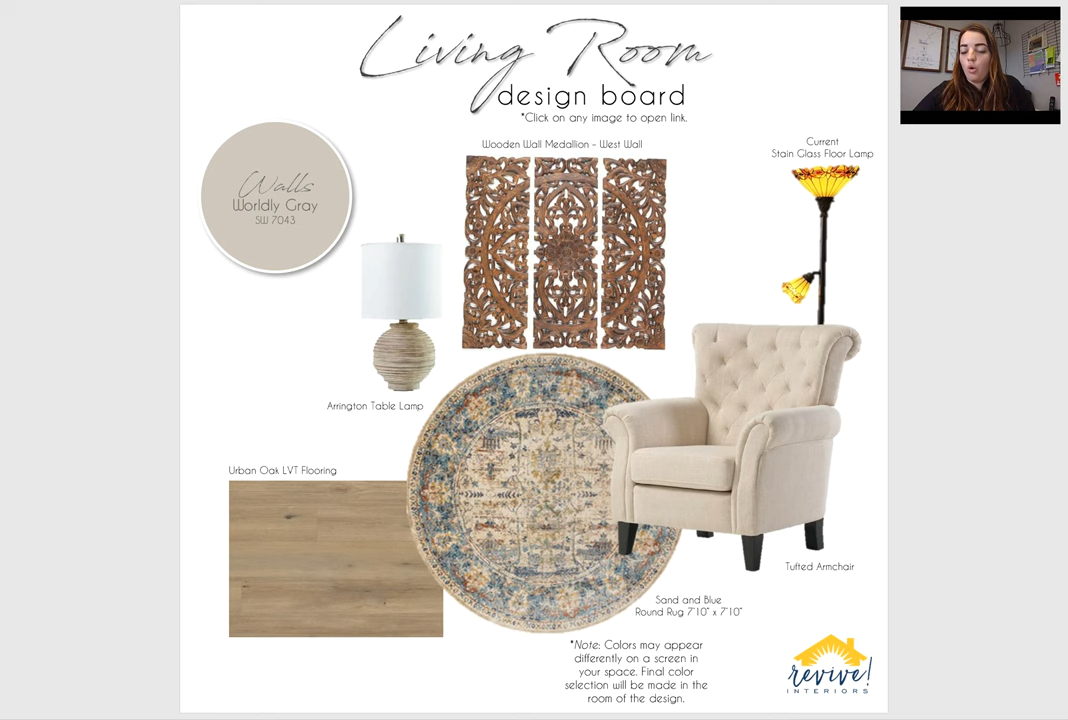 Living Room
design board
*Click on any image to open link.
Wooden Wall Medallion - West Wall
Current
Stain Glass Floor Lamp
Walls
Worldly Gray
SW 7043
Arrington Table Lamp
Urban Oak LVT Flooring
Tufted Armchair
Sand and Blue
Round Rug 7'10" x 7'10"
*Note: Colors may appear
differently on a screen in
your space. Final color
selection will be made in the
room of the design.
revive!
INTERIORS